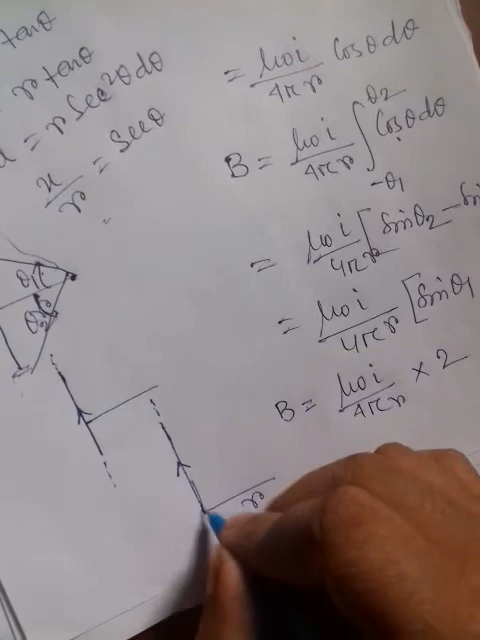 tanθ
r tanθ
= r sec²θ dθ
x/r = secθ
= μ₀i/4πr cosθ dθ
B = μ₀i/4πr ∫_{-θ1}^{θ2} cosθ dθ
= μ₀i/4πr [sinθ2 - sin
= μ₀i/4πr [sinθ1
B = μ₀i/4πr × 2
θ1
θ2
r
r